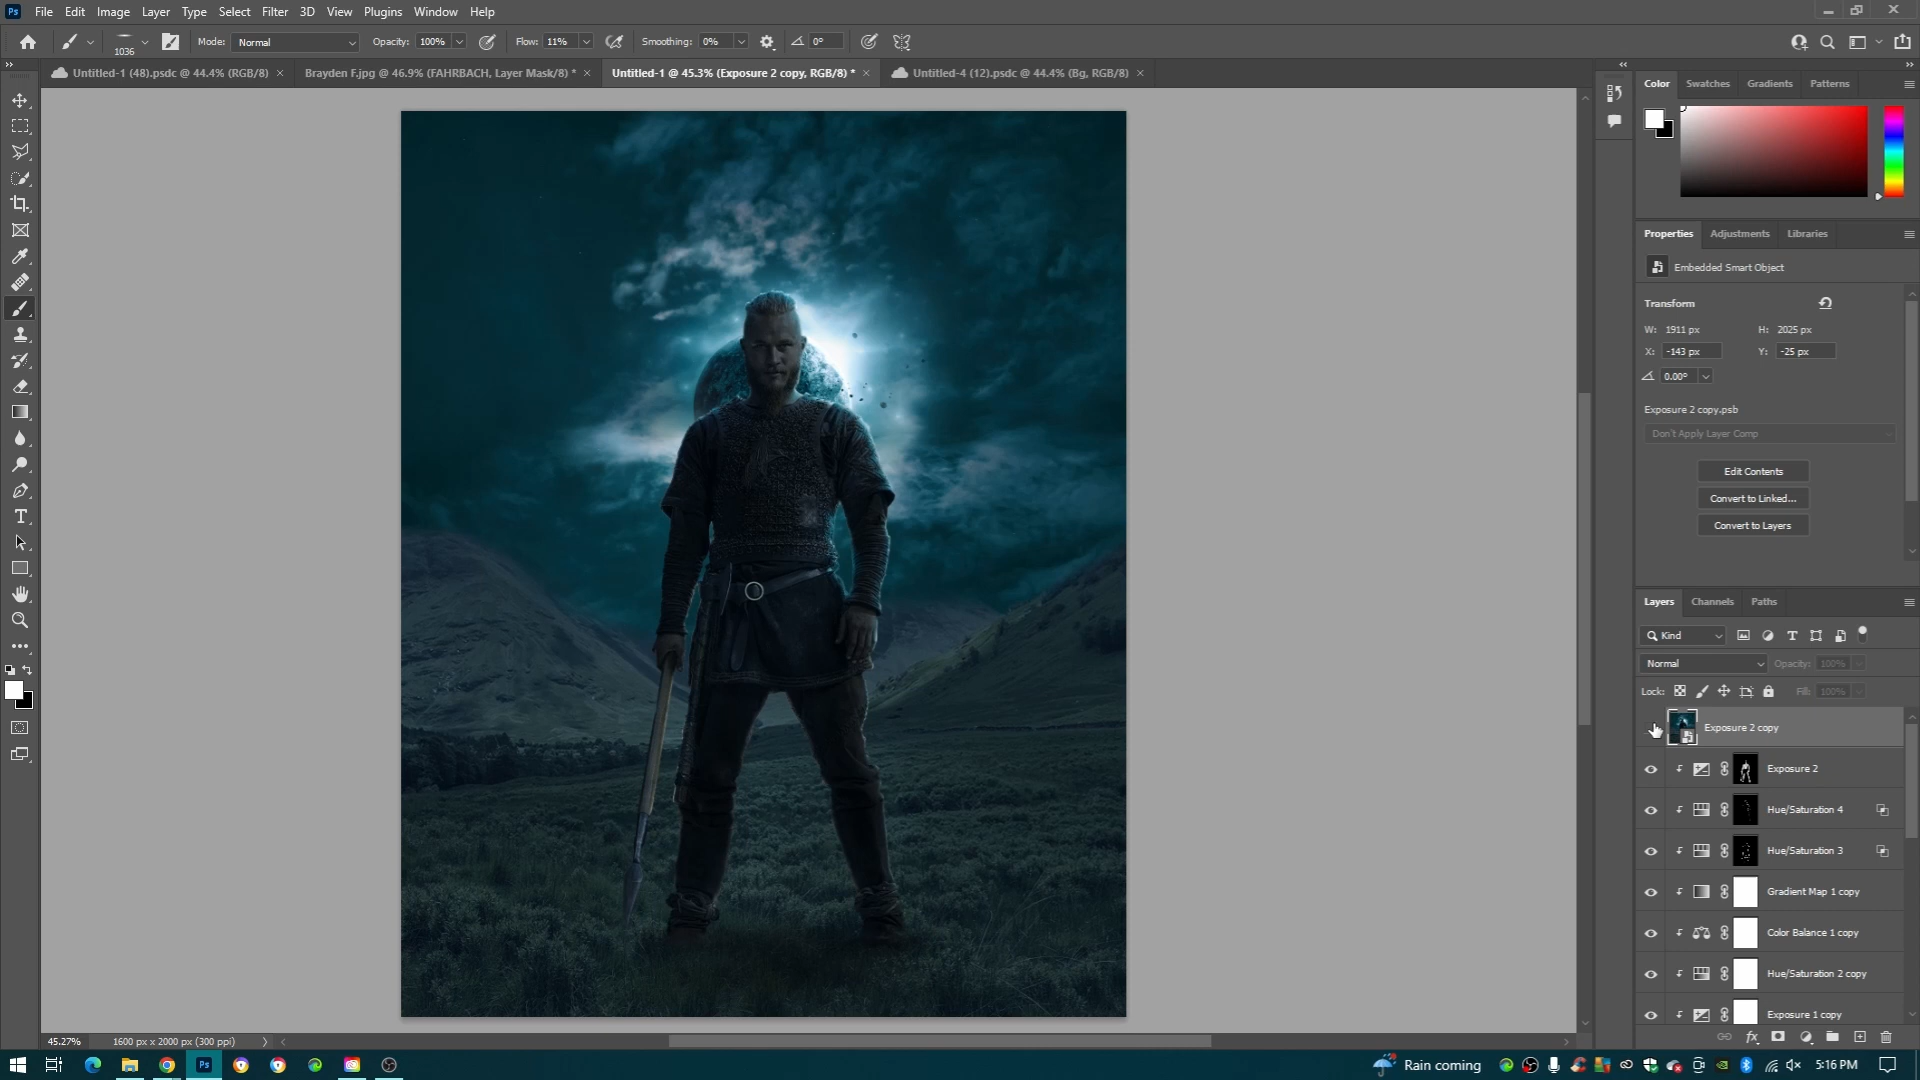 Ps File Edit Image Layer Type Select Filter 3D View Plugins Window Help
1036 Mode: Normal Opacity: 100% Flow: 11% Smoothing: 0% 0°
Untitled-1 (48).psdc @ 44.4% (RGB/8) × Brayden F.jpg @ 46.9% (FAHRBACH, Layer Mask/8) * × Untitled-1 @ 45.3% (Exposure 2 copy, RGB/8) * × Untitled-4 (12).psdc @ 44.4% (Bg, RGB/8) ×
Color Swatches Gradients Patterns
Properties Adjustments Libraries
Embedded Smart Object
Transform
W: 1911 px H: 2025 px
X: -143 px Y: -25 px
0.00°
Exposure 2 copy.psb
Don't Apply Layer Comp
Edit Contents
Convert to Linked...
Convert to Layers
Layers Channels Paths
Kind
Normal Opacity: 100%
Lock: Fill: 100%
Exposure 2 copy
Exposure 2
Hue/Saturation 4
Hue/Saturation 3
Gradient Map 1 copy
Color Balance 1 copy
Hue/Saturation 2 copy
Exposure 1 copy
45.27% 1600 px x 2000 px (300 ppi)
Ps Rain coming 5:16 PM